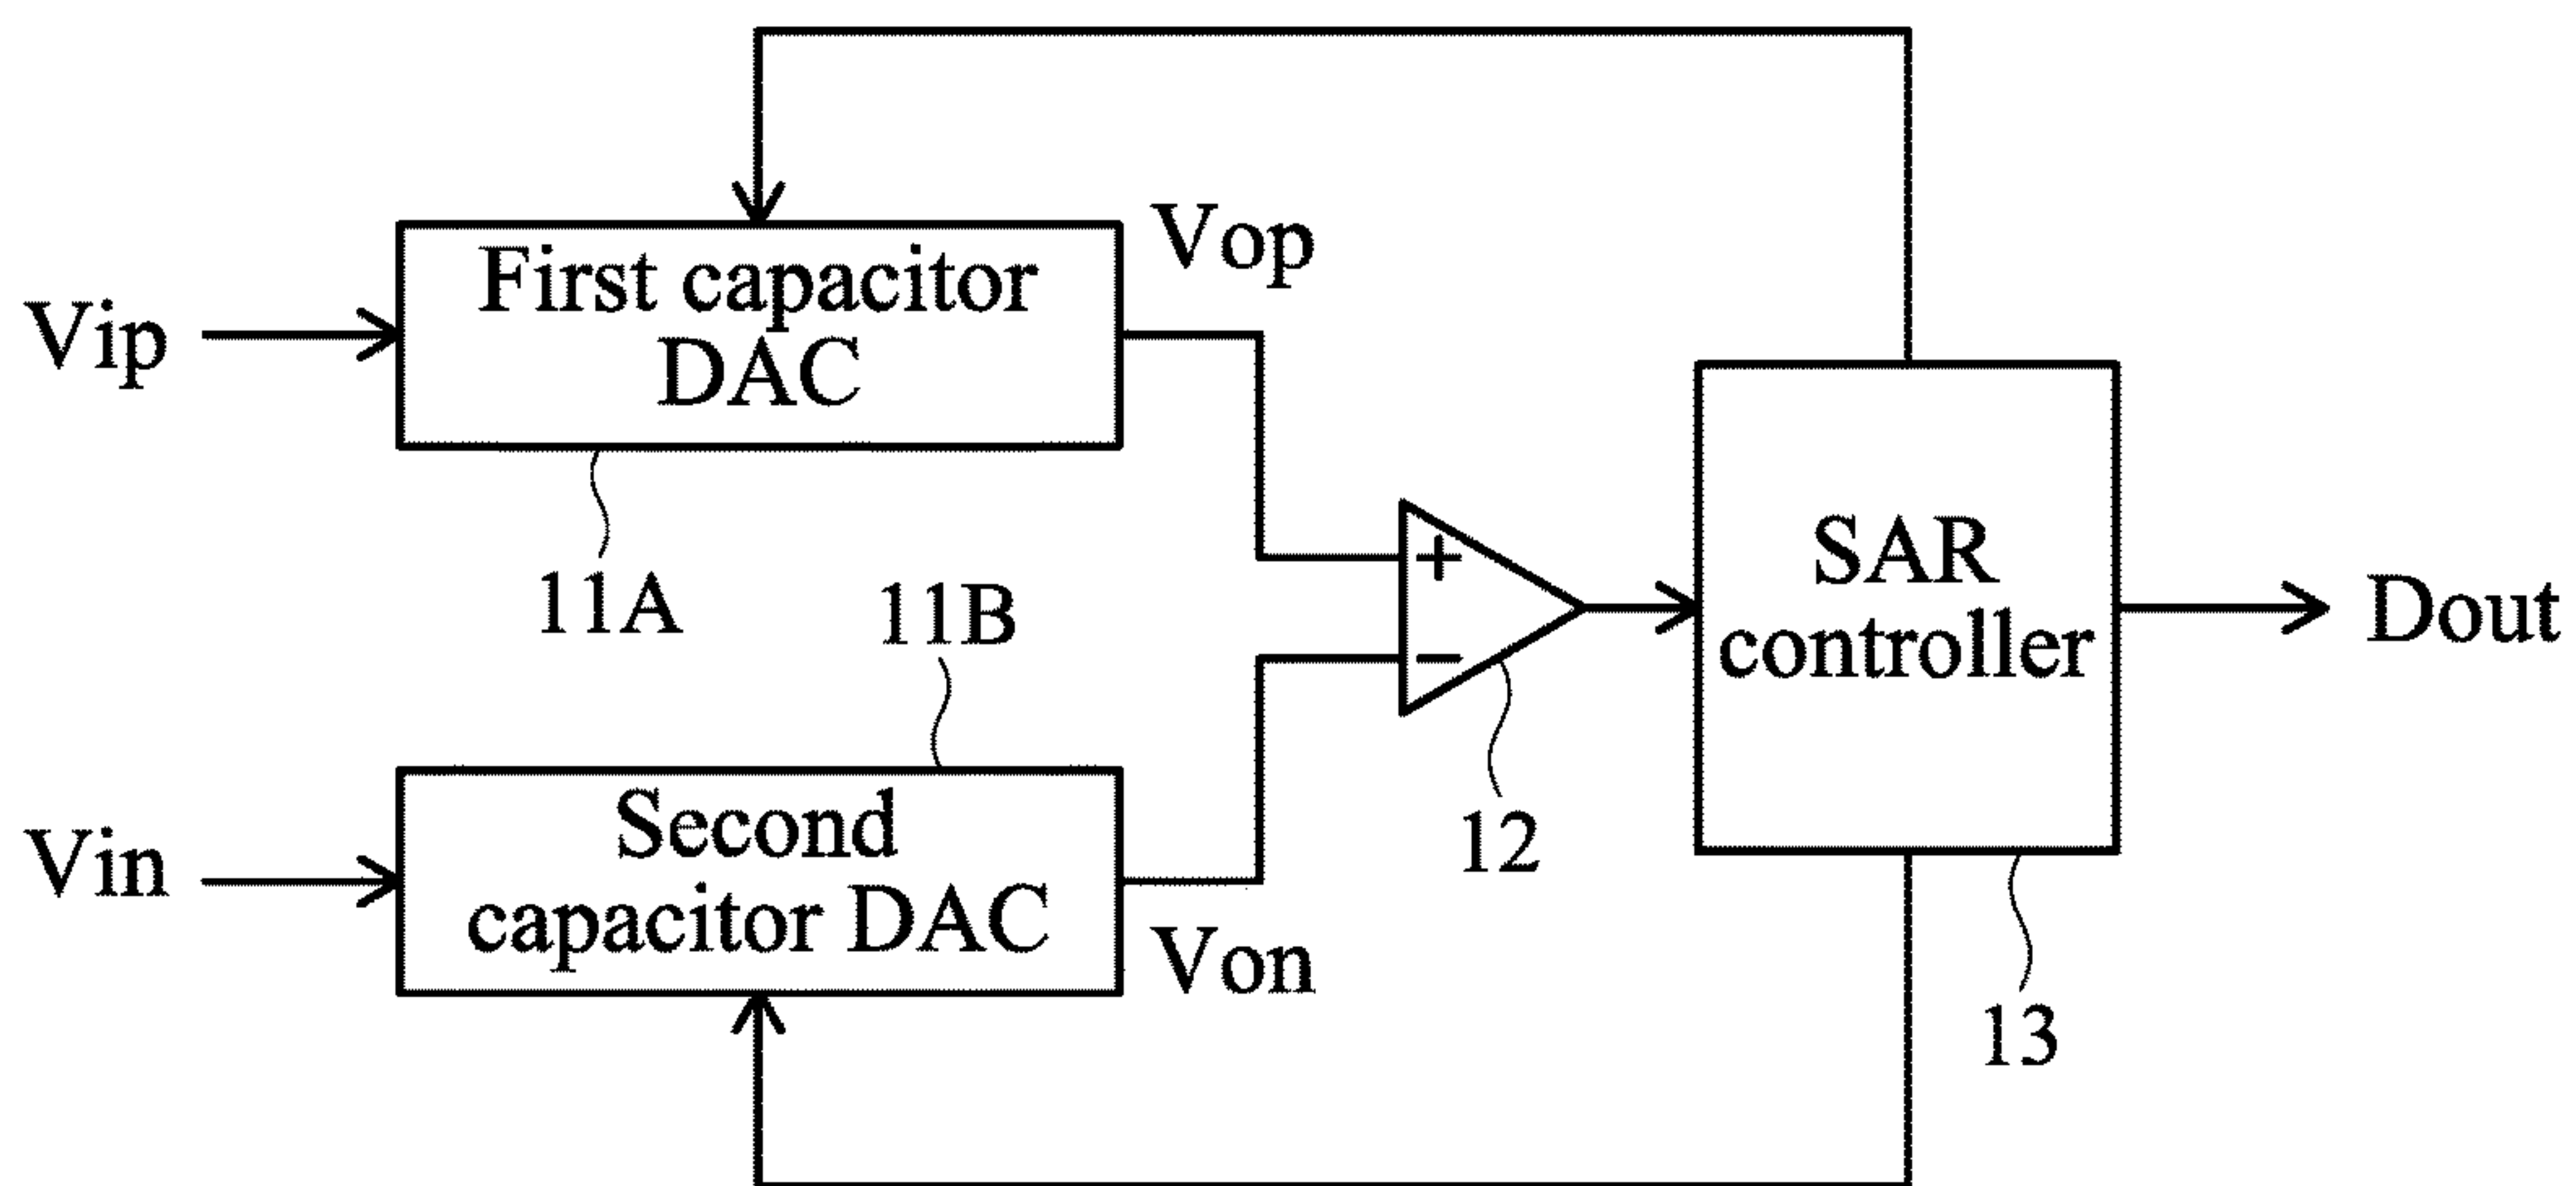 Vop
First capacitor
DAC
Vip
11A
11B
+
−
12
SAR
controller
Dout
Second
capacitor DAC
Vin
Von
13